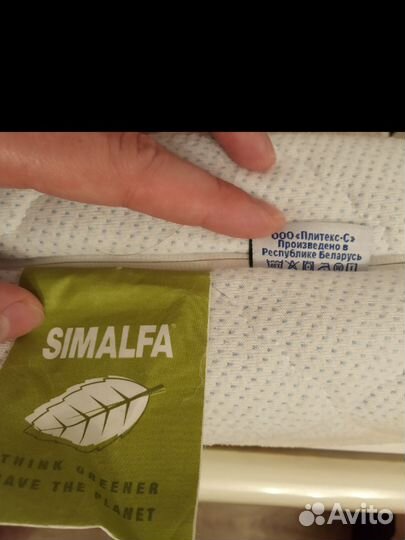 ООО «Плитекс-С»
Произведено в
Республике Беларусь
SIMALFA®
THINK GREENER
SAVE THE PLANET
Avito